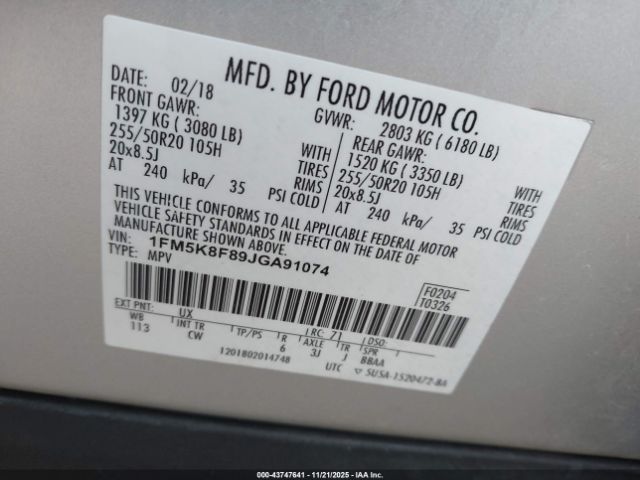 MFD. BY FORD MOTOR CO.
DATE: 02/18
GVWR: 2803 KG ( 6180 LB)
FRONT GAWR:
1397 KG ( 3080 LB) WITH
255/50R20 105H TIRES
20x8.5J RIMS
AT 240 kPa/ 35 PSI COLD
REAR GAWR:
1520 KG ( 3350 LB) WITH
255/50R20 105H TIRES
20x8.5J RIMS
AT 240 kPa/ 35 PSI COLD
THIS VEHICLE CONFORMS TO ALL APPLICABLE FEDERAL MOTOR
VEHICLE SAFETY STANDARDS IN EFFECT ON THE DATE OF
MANUFACTURE SHOWN ABOVE.
VIN: 1FM5K8F89JGA91074
TYPE: MPV
F0204
T0326
EXT PNT: UX LRC: 71 DSO:
WB INT TR TP/PS R AXLE TR SPR
113 CW 6 3J J BBAA
1201802014748 UTC ▽ SU5A-1520472-BA
000-43747641 | 11/21/2025 | IAA Inc.